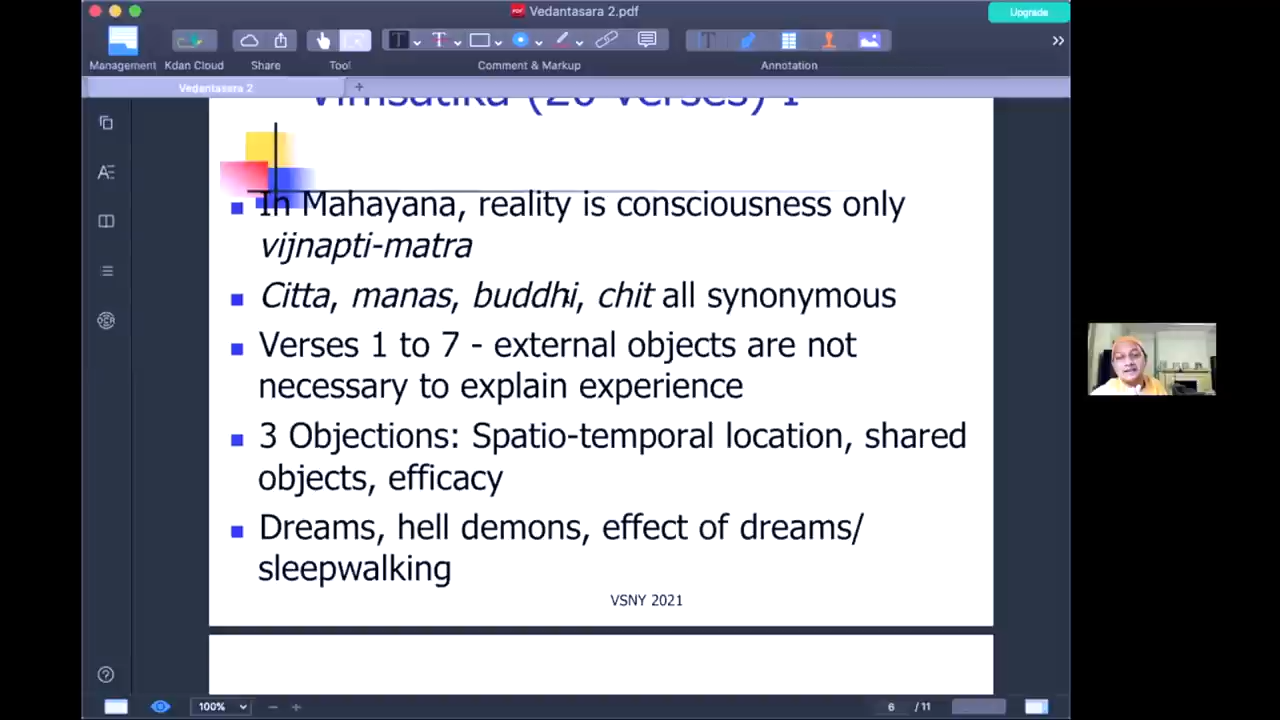 Vedantasara 2.pdf
Upgrade
Management Kdan Cloud Share Tool Comment & Markup Annotation
Vedantasara 2
Vimsatika (20 verses) I
In Mahayana, reality is consciousness only
vijnapti-matra
Citta, manas, buddhi, chit all synonymous
Verses 1 to 7 - external objects are not
necessary to explain experience
3 Objections: Spatio-temporal location, shared
objects, efficacy
Dreams, hell demons, effect of dreams/
sleepwalking
VSNY 2021
100% 6 /11